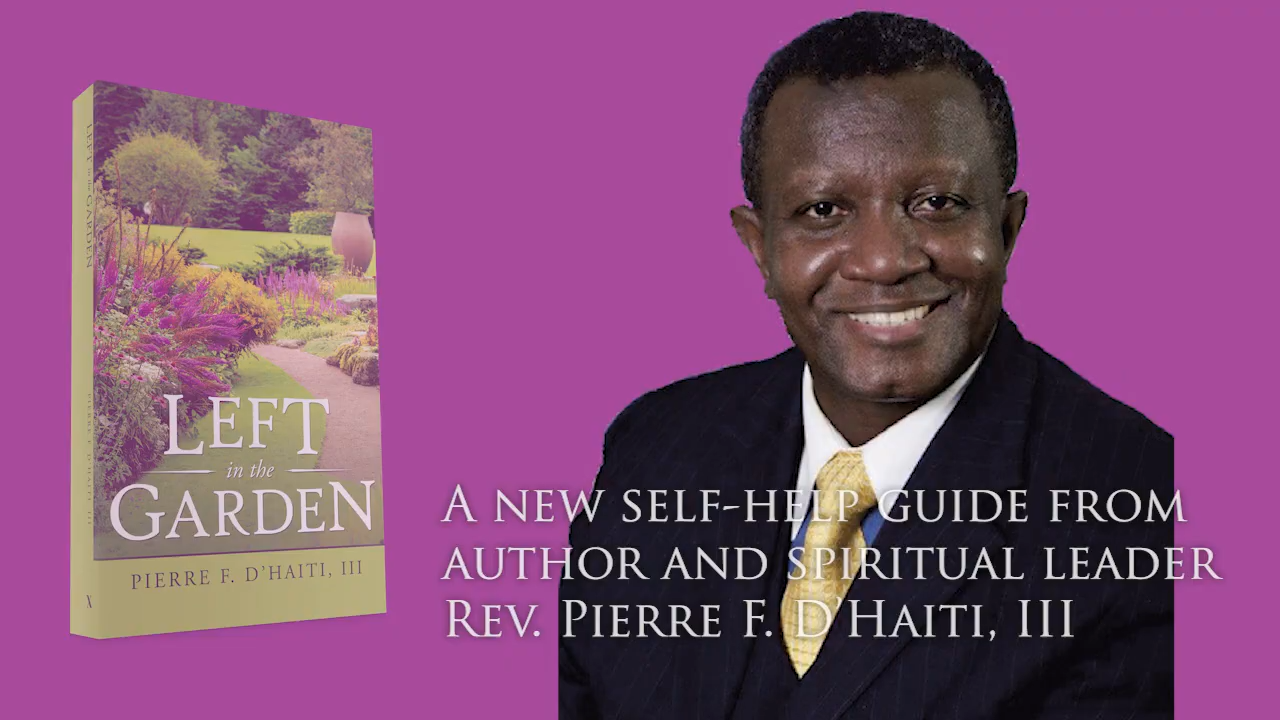 LEFT in the GARDEN
PIERRE F. D'HAITI, III
X
LEFT
in the
GARDEN
PIERRE F. D'HAITI, III
A NEW SELF-HELP GUIDE FROM
AUTHOR AND SPIRITUAL LEADER
REV. PIERRE F. D'HAITI, III